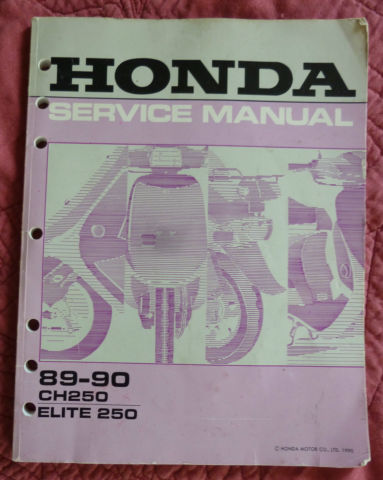 HONDA
SERVICE MANUAL
89-90
CH250
ELITE 250
© HONDA MOTOR CO., LTD. 1990